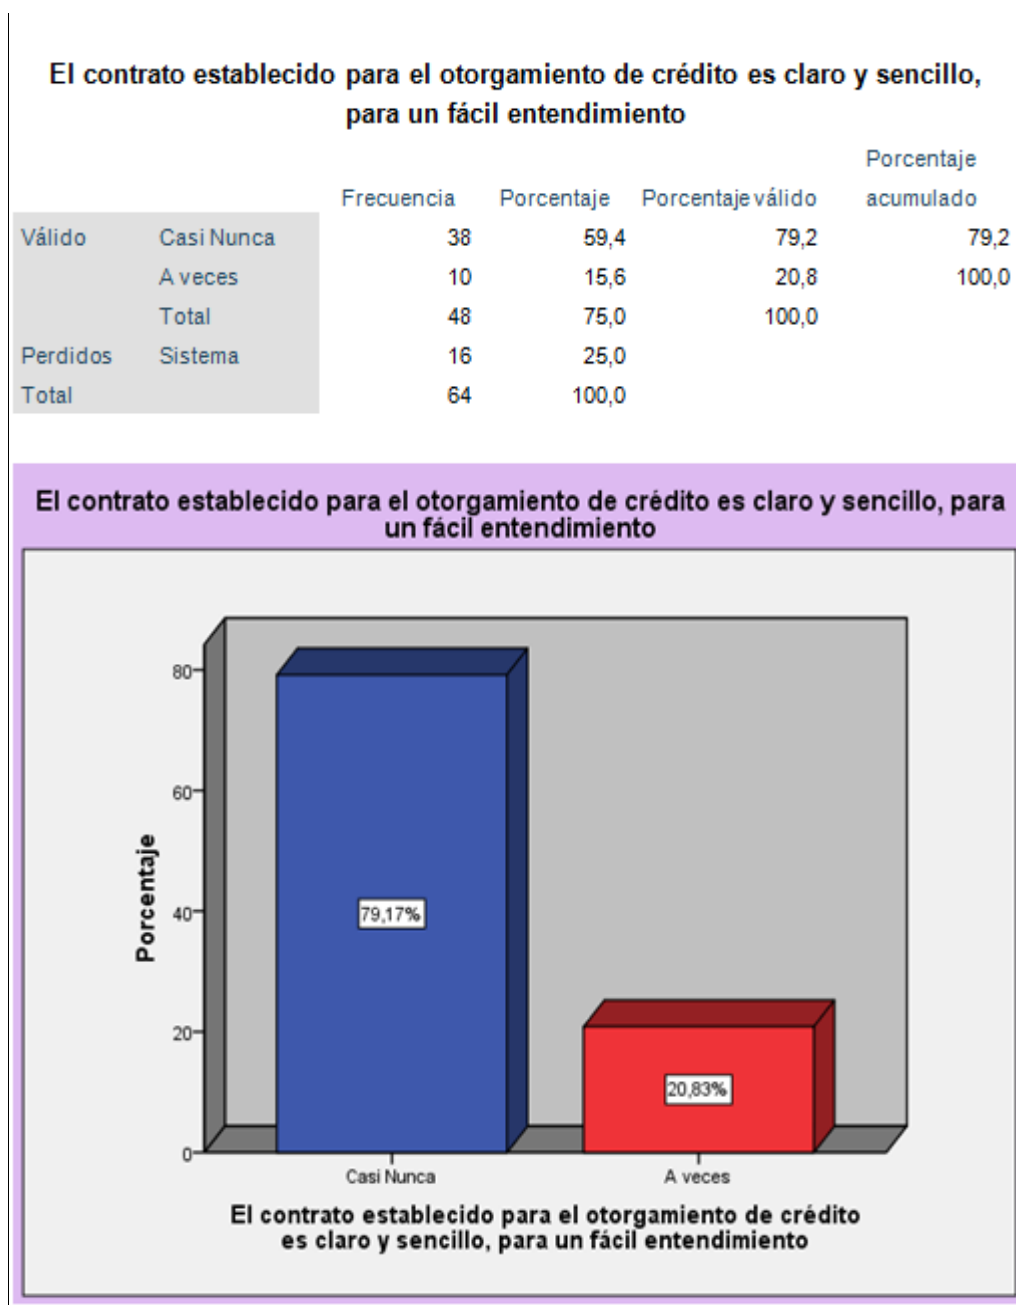 El contrato establecido para el otorgamiento de crédito es claro y sencillo,
para un fácil entendimiento
Porcentaje
Frecuencia Porcentaje Porcentaje válido acumulado
Válido Casi Nunca 38 59,4 79,2 79,2
A veces 10 15,6 20,8 100,0
Total 48 75,0 100,0
Perdidos Sistema 16 25,0
Total 64 100,0
El contrato establecido para el otorgamiento de crédito es claro y sencillo, para
un fácil entendimiento
Porcentaje
80
60
40
20
0
79,17%
20,83%
Casi Nunca A veces
El contrato establecido para el otorgamiento de crédito
es claro y sencillo, para un fácil entendimiento